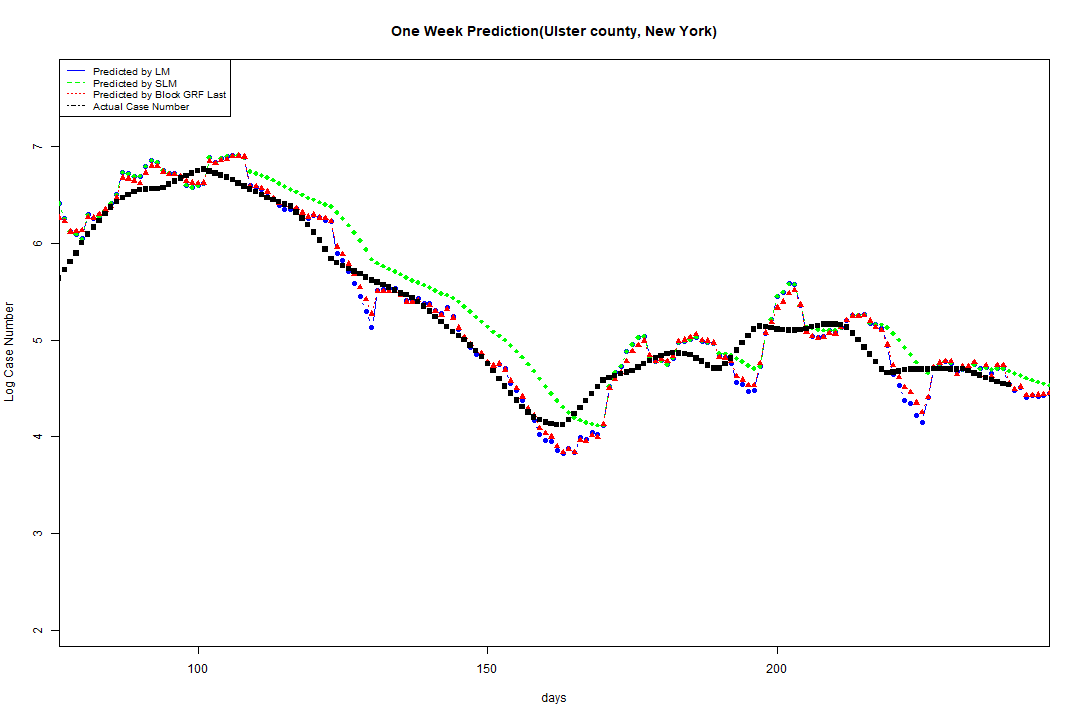 One Week Prediction(Ulster county, New York)
Predicted by LM
Predicted by SLM
Predicted by Block GRF Last
Actual Case Number
Log Case Number
7
6
5
4
3
2
100
150
200
days